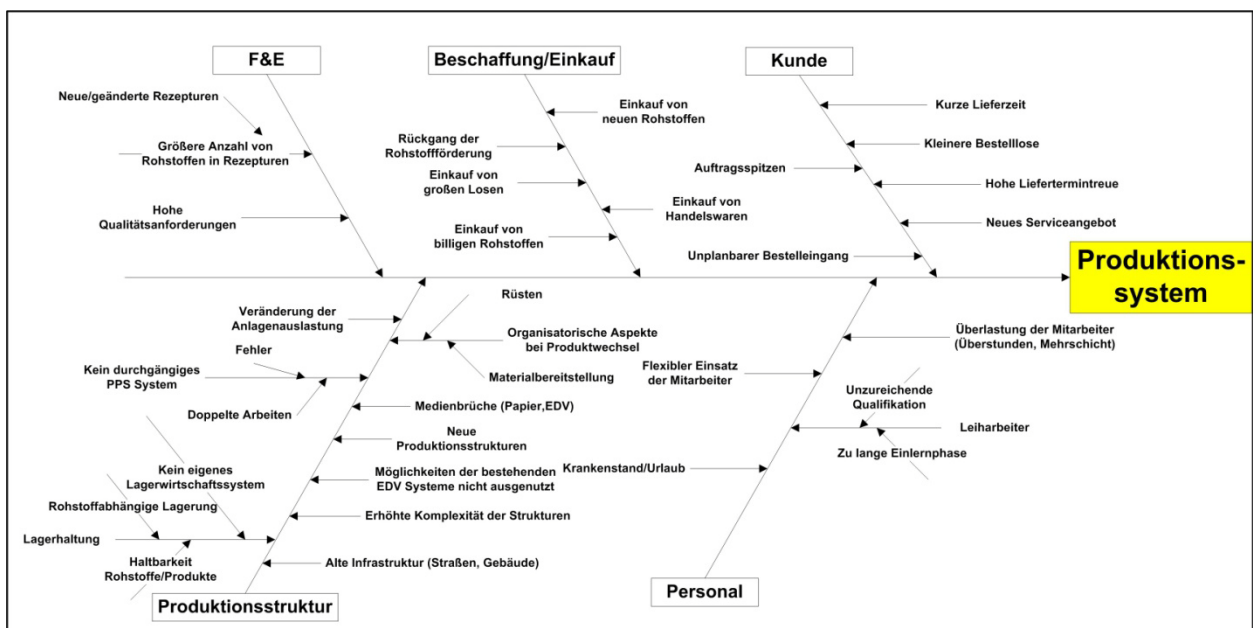 F&E
Beschaffung/Einkauf
Kunde
Neue/geänderte Rezepturen
Größere Anzahl von
Rohstoffen in Rezepturen
Hohe
Qualitätsanforderungen
Einkauf von
neuen Rohstoffen
Rückgang der
Rohstoffförderung
Einkauf von
großen Losen
Einkauf von
Handelswaren
Einkauf von
billigen Rohstoffen
Kurze Lieferzeit
Kleinere Bestelllose
Auftragsspitzen
Hohe Liefertermintreue
Neues Serviceangebot
Unplanbarer Bestelleingang
Produktions-
system
Veränderung der
Anlagenauslastung
Rüsten
Organisatorische Aspekte
bei Produktwechsel
Materialbereitstellung
Fehler
Kein durchgängiges
PPS System
Doppelte Arbeiten
Medienbrüche (Papier,EDV)
Neue
Produktionsstrukturen
Kein eigenes
Lagerwirtschaftssystem
Möglichkeiten der bestehenden
EDV Systeme nicht ausgenutzt
Rohstoffabhängige Lagerung
Erhöhte Komplexität der Strukturen
Lagerhaltung
Haltbarkeit
Rohstoffe/Produkte
Alte Infrastruktur (Straßen, Gebäude)
Produktionsstruktur
Überlastung der Mitarbeiter
(Überstunden, Mehrschicht)
Flexibler Einsatz
der Mitarbeiter
Unzureichende
Qualifikation
Leiharbeiter
Zu lange Einlernphase
Krankenstand/Urlaub
Personal